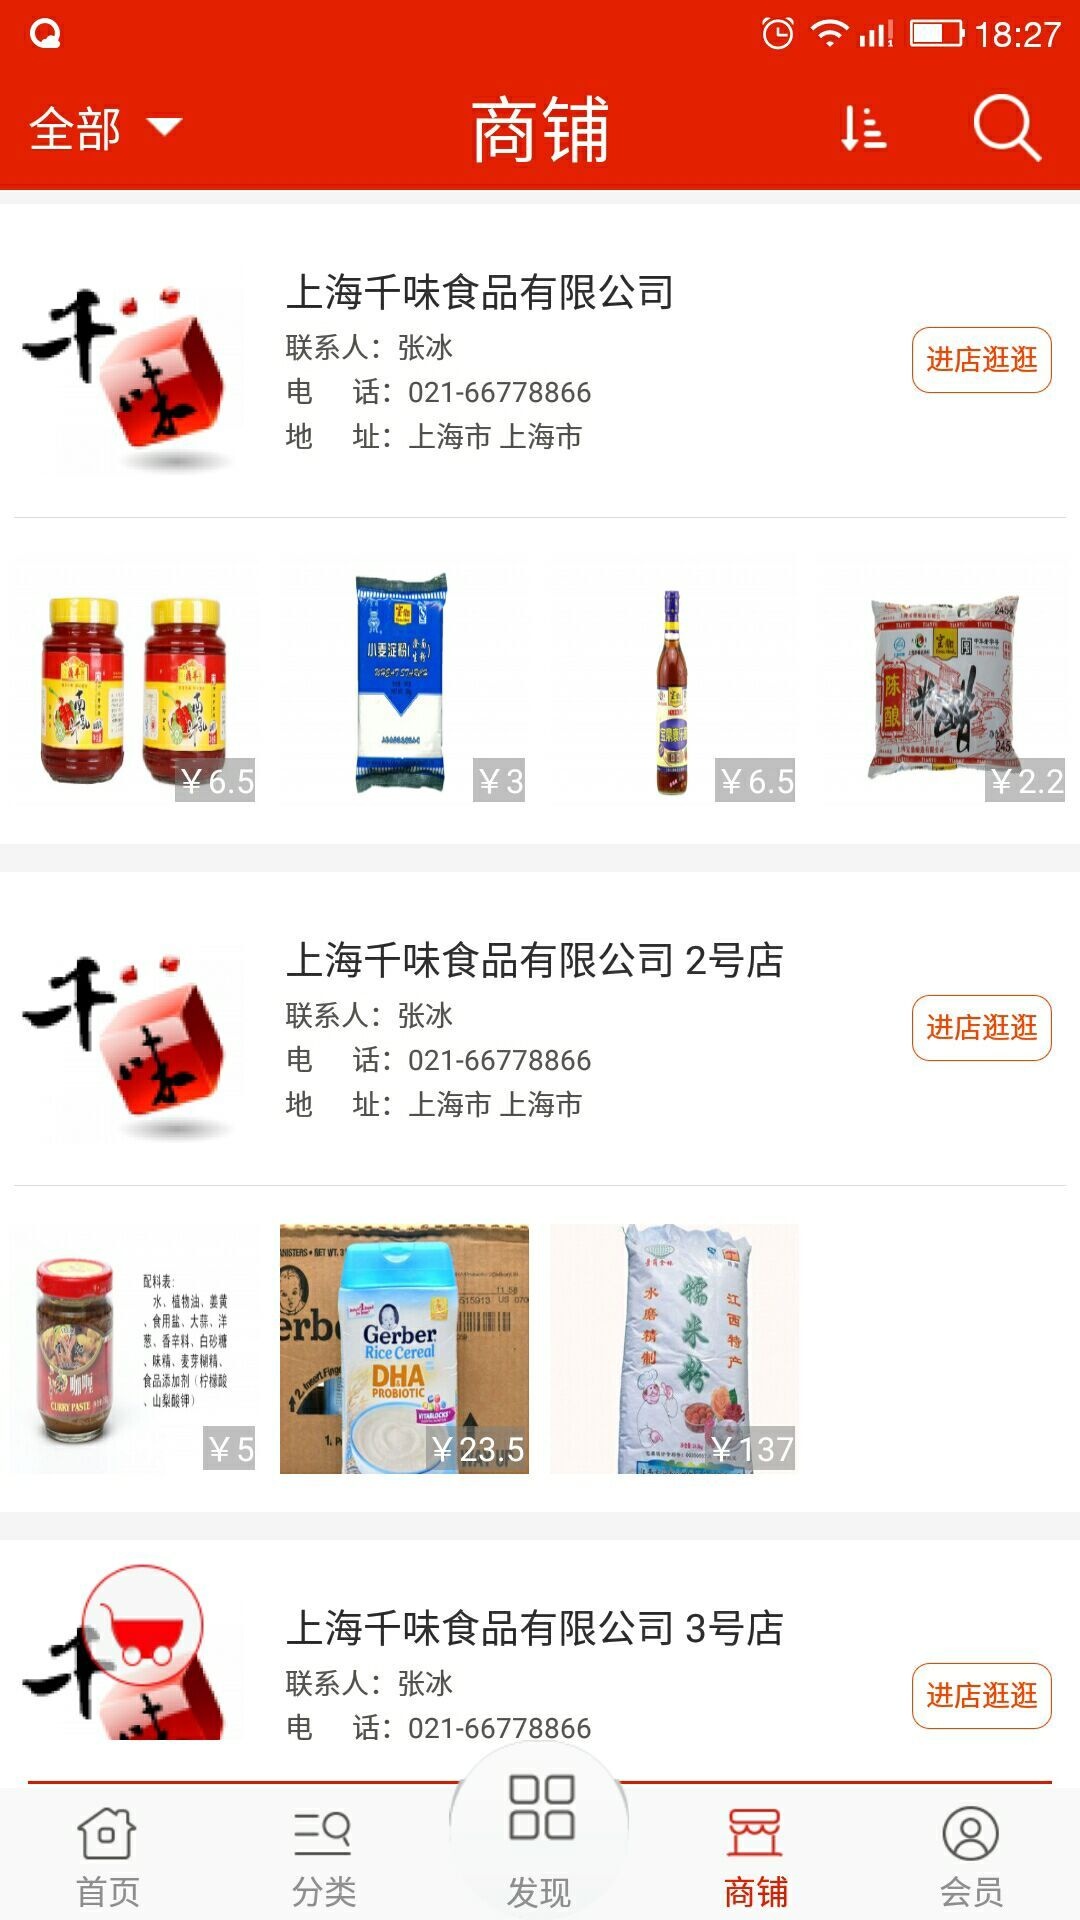 18:27
全部
商铺
千味
上海千味食品有限公司
联系人：张冰
电 话：021-66778866
地 址：上海市 上海市
进店逛逛
小麦淀粉
WHEAT STARCH
陈酿
米醋
￥6.5
￥3
￥6.5
￥2.2
千味
上海千味食品有限公司 2号店
联系人：张冰
电 话：021-66778866
地 址：上海市 上海市
进店逛逛
配料表：
水、植物油、姜黄
、食用盐、大蒜、洋
葱、香辛料、白砂糖
、味精、麦芽糊精、
食品添加剂（柠檬酸
、山梨酸钾）
咖喱
CURRY PASTE
Gerber
Rice Cereal
DHA
PROBIOTIC
VITABLOCKS
水磨精制
糯米粉
江西特产
￥5
￥23.5
￥137
千味
上海千味食品有限公司 3号店
联系人：张冰
电 话：021-66778866
进店逛逛
首页
分类
发现
商铺
会员